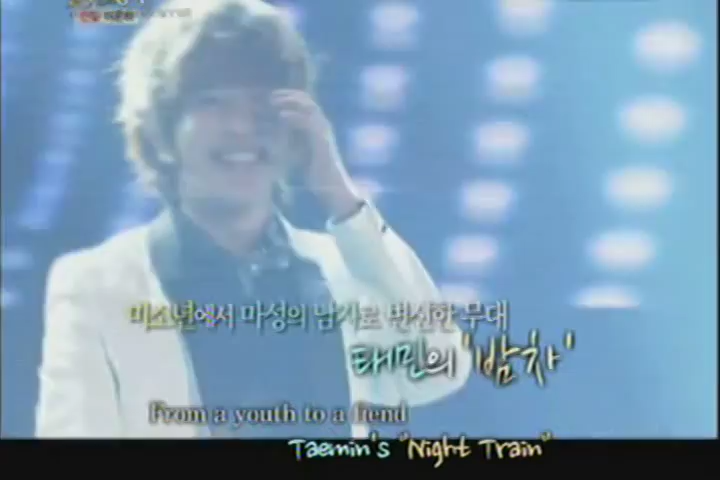 미소년에서 마성의 남자로 변신한 무대
태민의 '밤차'
From a youth to a fiend
Taemin's "Night Train"